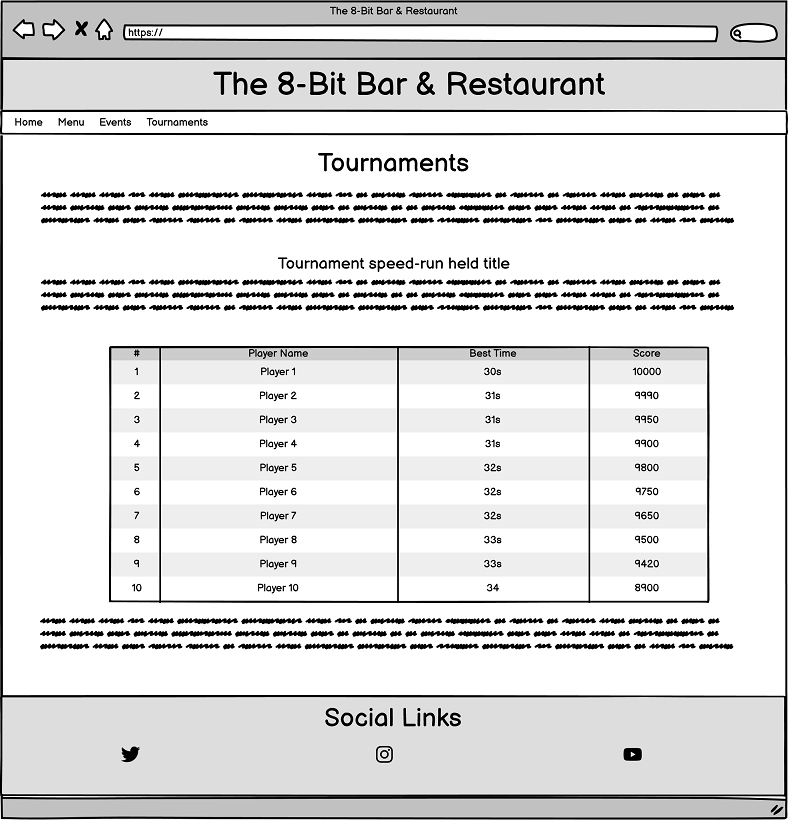 The 8-Bit Bar & Restaurant
https://
The 8-Bit Bar & Restaurant
Home Menu Events Tournaments
Tournaments
Tournament speed-run held title
# Player Name Best Time Score
1 Player 1 30s 10000
2 Player 2 31s 9990
3 Player 3 31s 9950
4 Player 4 31s 9900
5 Player 5 32s 9800
6 Player 6 32s 9750
7 Player 7 32s 9650
8 Player 8 33s 9500
9 Player 9 33s 9420
10 Player 10 34 8900
Social Links